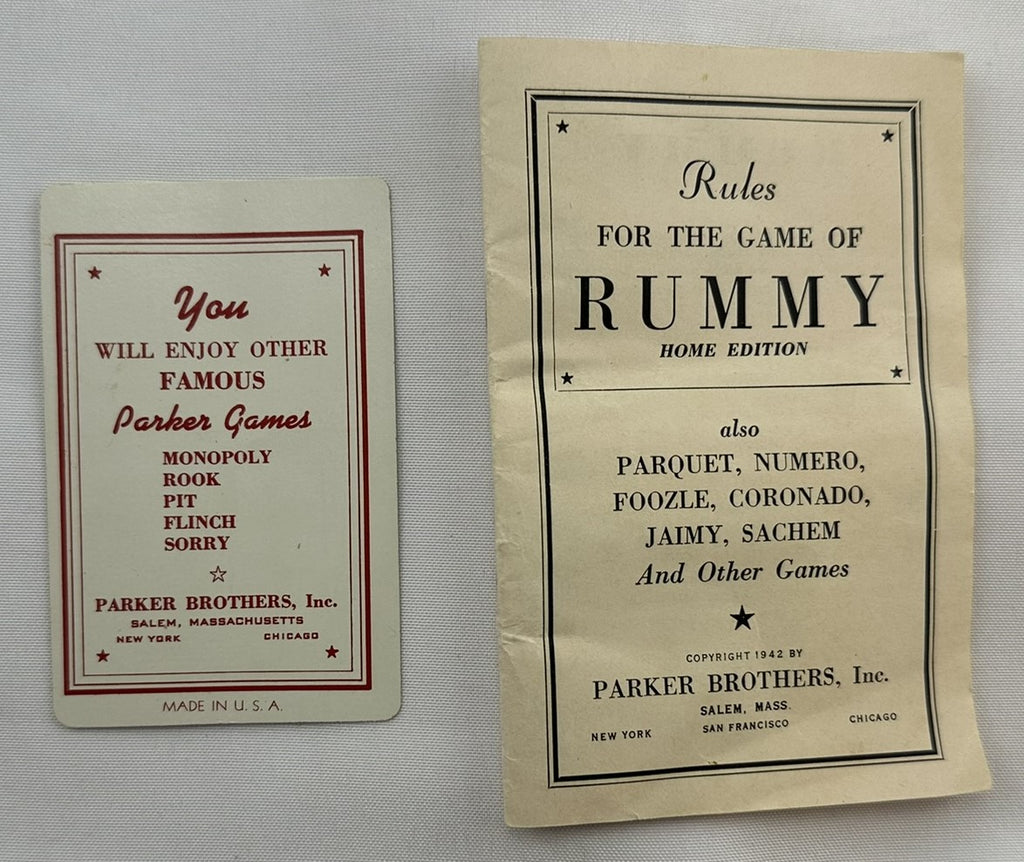 You
WILL ENJOY OTHER
FAMOUS
Parker Games
MONOPOLY
ROOK
PIT
FLINCH
SORRY
PARKER BROTHERS, Inc.
SALEM, MASSACHUSETTS
NEW YORK CHICAGO
MADE IN U. S. A.
Rules
FOR THE GAME OF
RUMMY
HOME EDITION
also
PARQUET, NUMERO,
FOOZLE, CORONADO,
JAIMY, SACHEM
And Other Games
COPYRIGHT 1942 BY
PARKER BROTHERS, Inc.
SALEM, MASS.
NEW YORK SAN FRANCISCO CHICAGO